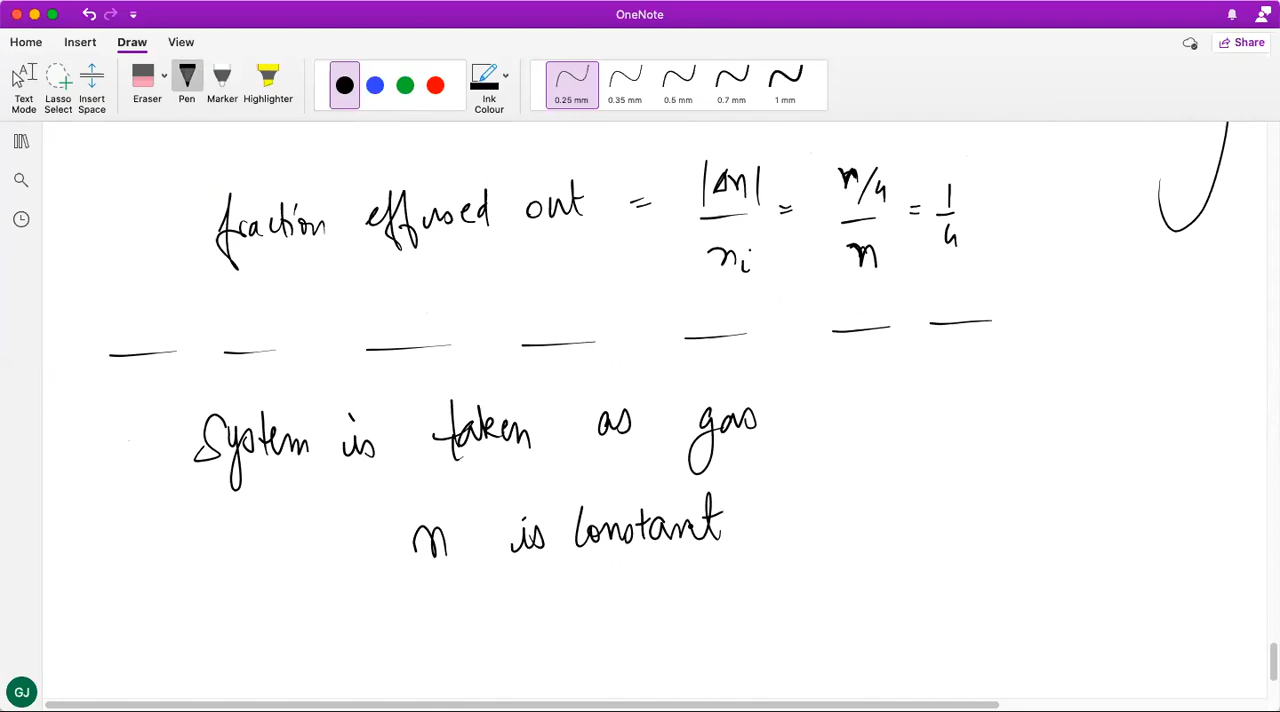 OneNote
Home Insert Draw View
Share
Text Mode
Lasso Select
Insert Space
Eraser
Pen
Marker
Highlighter
Ink Colour
0.25 mm
0.35 mm
0.5 mm
0.7 mm
1 mm
fraction effused out = |Δn| / ni = n/4 / n = 1/4
System is taken as gas
n is constant
GJ